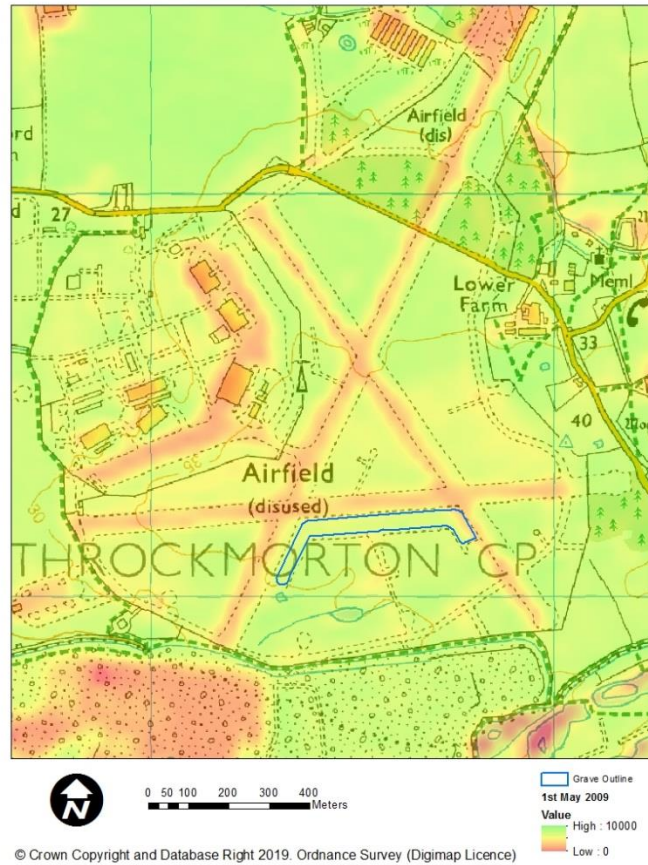 Airfield
(dis)
27
Lower
Farm
Meml
33
40
35
Airfield
(disused)
30
THROCKMORTON CP
N
0 50 100 200 300 400
Meters
Grave Outline
1st May 2009
Value
High : 10000
Low : 0
© Crown Copyright and Database Right 2019. Ordnance Survey (Digimap Licence)